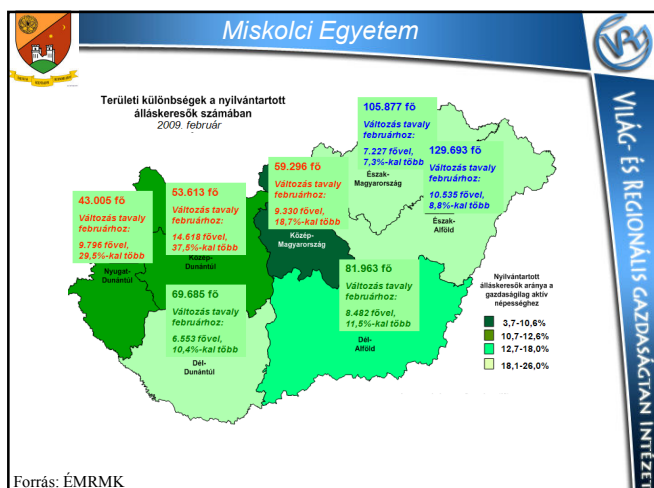 Miskolci Egyetem
VILÁG- ÉS REGIONÁLIS GAZDASÁGTAN INTÉZET
Területi különbségek a nyilvántartott
álláskeresők számában
2009. február
105.877 fő
Változás tavaly
februárhoz:
7.227 fővel,
7,3%-kal több
Észak-
Magyarország
129.693 fő
Változás tavaly
februárhoz:
10.535 fővel,
8,8%-kal több
Észak-
Alföld
59.296 fő
Változás tavaly
februárhoz:
9.330 fővel,
18,7%-kal több
Közép-
Magyarország
53.613 fő
Változás tavaly
februárhoz:
14.618 fővel,
37,5%-kal több
Közép-
Dunántúl
43.005 fő
Változás tavaly
februárhoz:
9.796 fővel,
29,5%-kal több
Nyugat-
Dunántúl
69.685 fő
Változás tavaly
februárhoz:
6.553 fővel,
10,4%-kal több
Dél-
Dunántúl
81.963 fő
Változás tavaly
februárhoz:
8.482 fővel,
11,5%-kal több
Dél-
Alföld
Nyilvántartott
álláskeresők aránya a
gazdaságilag aktív
népességhez
3,7-10,6%
10,7-12,6%
12,7-18,0%
18,1-26,0%
Forrás: ÉMRMK